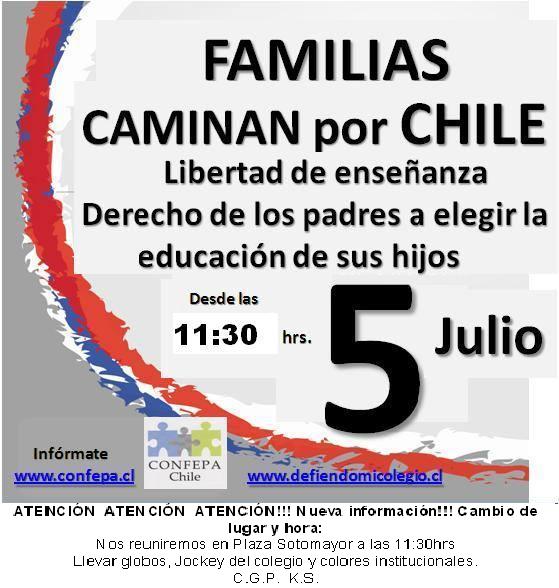 FAMILIAS
CAMINAN por CHILE
Libertad de enseñanza
Derecho de los padres a elegir la
educación de sus hijos
Desde las
11:30 hrs.
5 Julio
Infórmate
www.confepa.cl
CONFEPA
Chile
www.defiendomicolegio.cl
ATENCIÓN ATENCIÓN ATENCIÓN!!! Nueva información!!! Cambio de
lugar y hora:
Nos reuniremos en Plaza Sotomayor a las 11:30hrs
Llevar globos, Jockey del colegio y colores institucionales.
C.G.P. K.S.